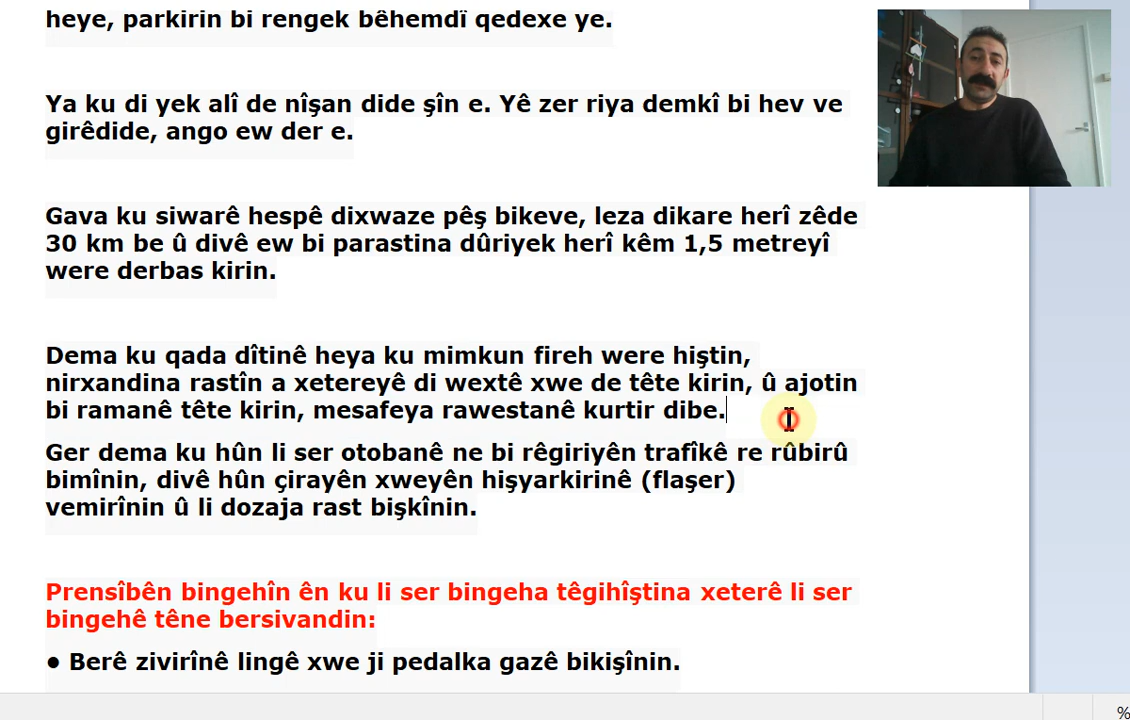 heye, parkirin bi rengek bêhemdî qedexe ye.
Ya ku di yek alî de nîşan dide şîn e. Yê zer riya demkî bi hev ve
girêdide, ango ew der e.
Gava ku siwarê hespê dixwaze pêş bikeve, leza dikare herî zêde
30 km be û divê ew bi parastina dûriyek herî kêm 1,5 metreyî
were derbas kirin.
Dema ku qada dîtinê heya ku mimkun fireh were hiştin,
nirxandina rastîn a xetereyê di wextê xwe de tête kirin, û ajotin
bi ramanê tête kirin, mesafeya rawestanê kurtir dibe.
Ger dema ku hûn li ser otobanê ne bi rêgiriyên trafîkê re rûbirû
bimînin, divê hûn çirayên xweyên hişyarkirinê (flaşer)
vemirînin û li dozaja rast bişkînin.
Prensîbên bingehîn ên ku li ser bingeha têgihîştina xeterê li ser
bingehê têne bersivandin:
● Berê zivirînê lingê xwe ji pedalka gazê bikişînin.
%